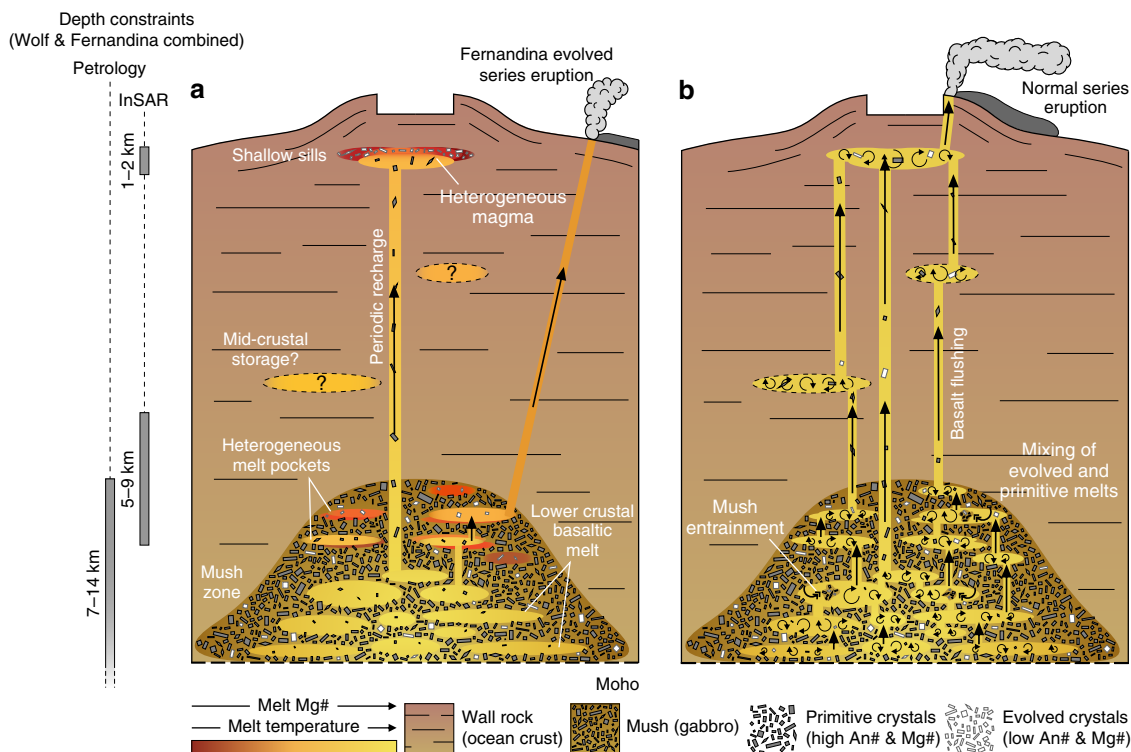 Depth constraints
(Wolf & Fernandina combined)
Petrology
InSAR
1–2 km
5–9 km
7–14 km
a
Fernandina evolved
series eruption
Shallow sills
Heterogeneous
magma
Periodic recharge
?
Mid-crustal
storage?
?
Heterogeneous
melt pockets
Lower crustal
basaltic
melt
Mush
zone
b
Normal series
eruption
Basalt flushing
Mixing of
evolved and
primitive melts
Mush
entrainment
Moho
Melt Mg#
Melt temperature
Wall rock
(ocean crust)
Mush (gabbro)
Primitive crystals
(high An# & Mg#)
Evolved crystals
(low An# & Mg#)